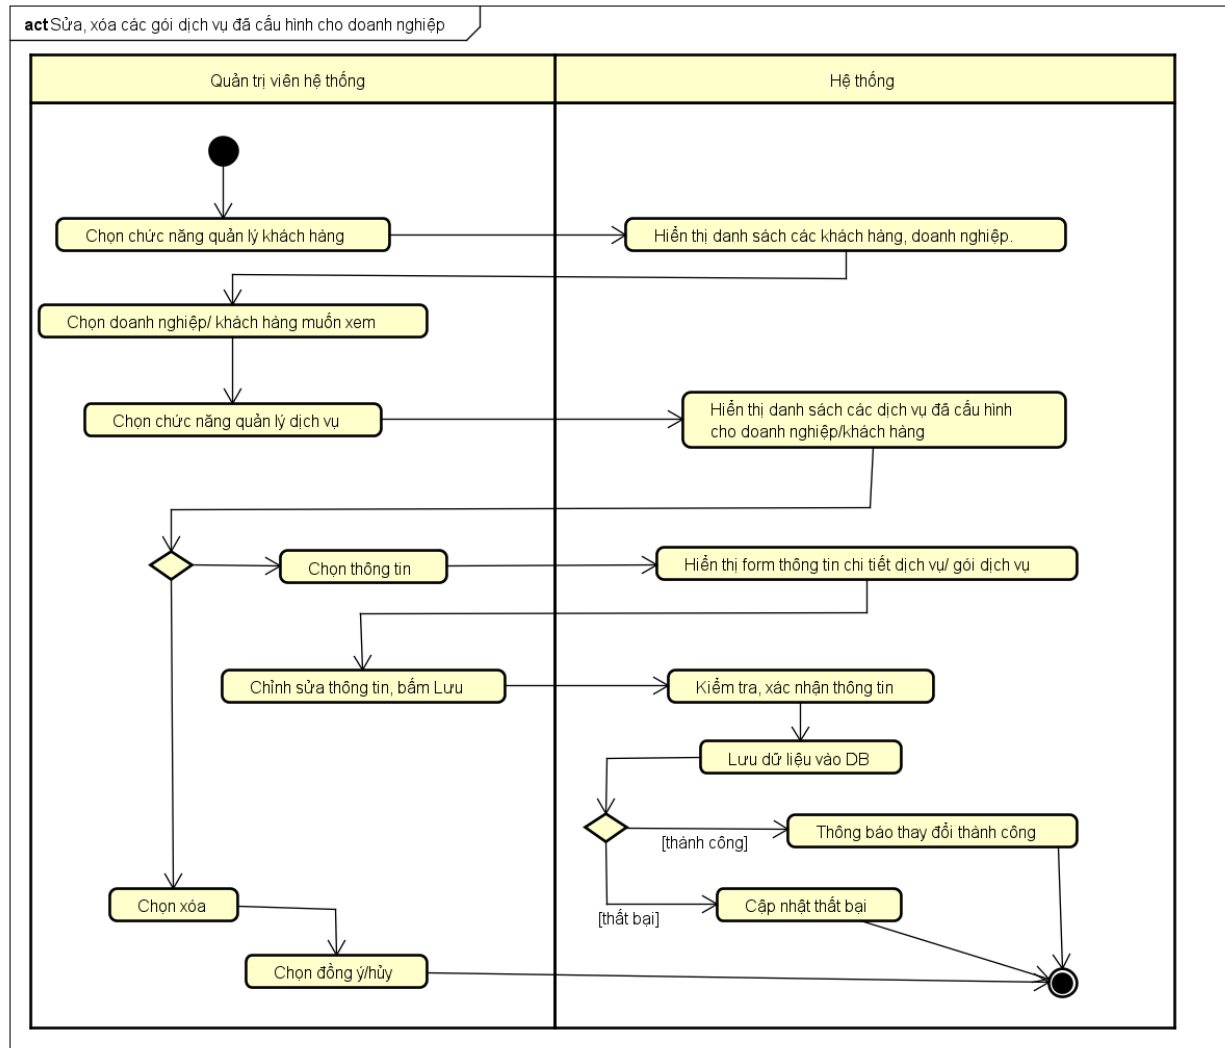 act Sửa, xóa các gói dịch vụ đã cấu hình cho doanh nghiệp
Quản trị viên hệ thống
Hệ thống
Chọn chức năng quản lý khách hàng
Hiển thị danh sách các khách hàng, doanh nghiệp.
Chọn doanh nghiệp/ khách hàng muốn xem
Chọn chức năng quản lý dịch vụ
Hiển thị danh sách các dịch vụ đã cấu hình
cho doanh nghiệp/khách hàng
Chọn thông tin
Hiển thị form thông tin chi tiết dịch vụ/ gói dịch vụ
Chỉnh sửa thông tin, bấm Lưu
Kiểm tra, xác nhận thông tin
Lưu dữ liệu vào DB
[thành công]
Thông báo thay đổi thành công
Chọn xóa
[thất bại]
Cập nhật thất bại
Chọn đồng ý/hủy